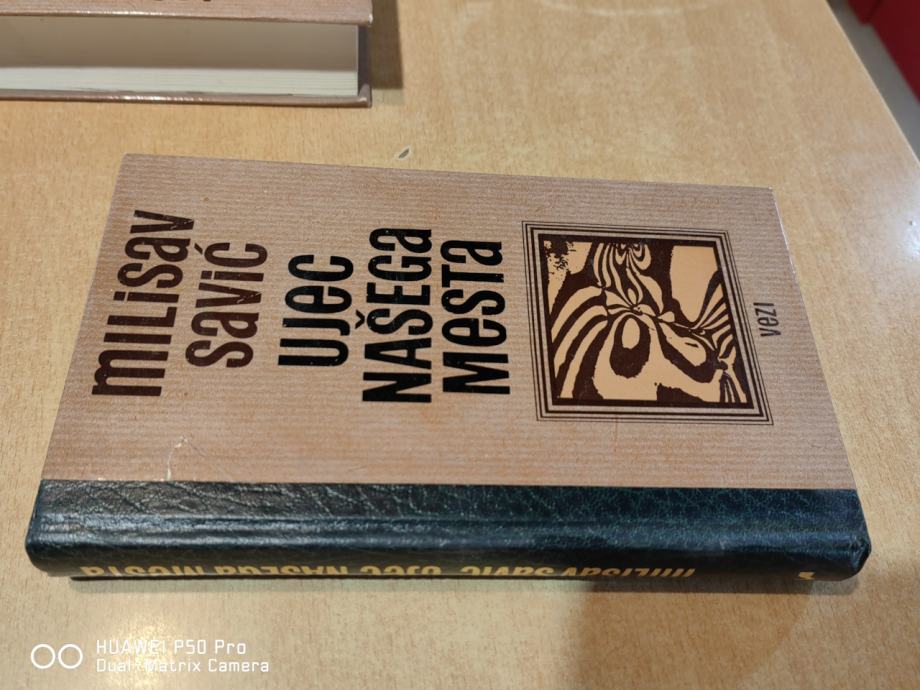 milisav
savić
ujec
našega
mesta
vezi
milisav savić ujec našega mesta
HUAWEI P50 Pro
Dual-Matrix Camera